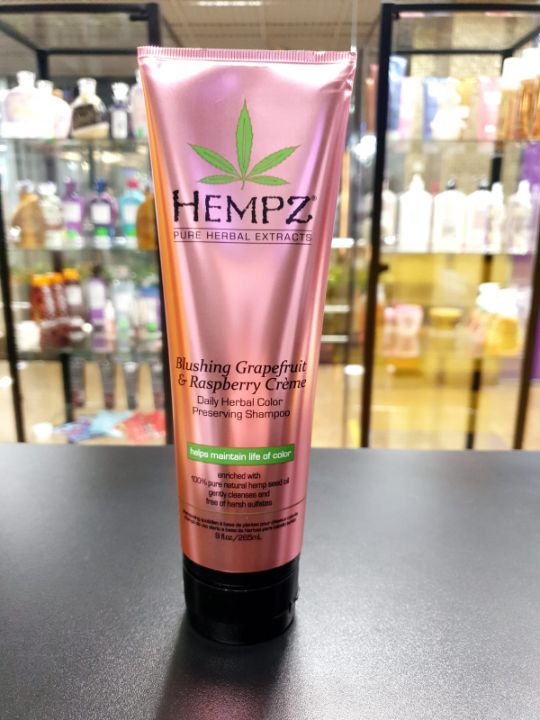 HEMPZ®
PURE HERBAL EXTRACTS
Blushing Grapefruit
& Raspberry Crème
Daily Herbal Color
Preserving Shampoo
helps maintain life of color
enriched with
100% pure natural hemp seed oil
gently cleanses and
free of harsh sulfates
9 fl.oz./265mL